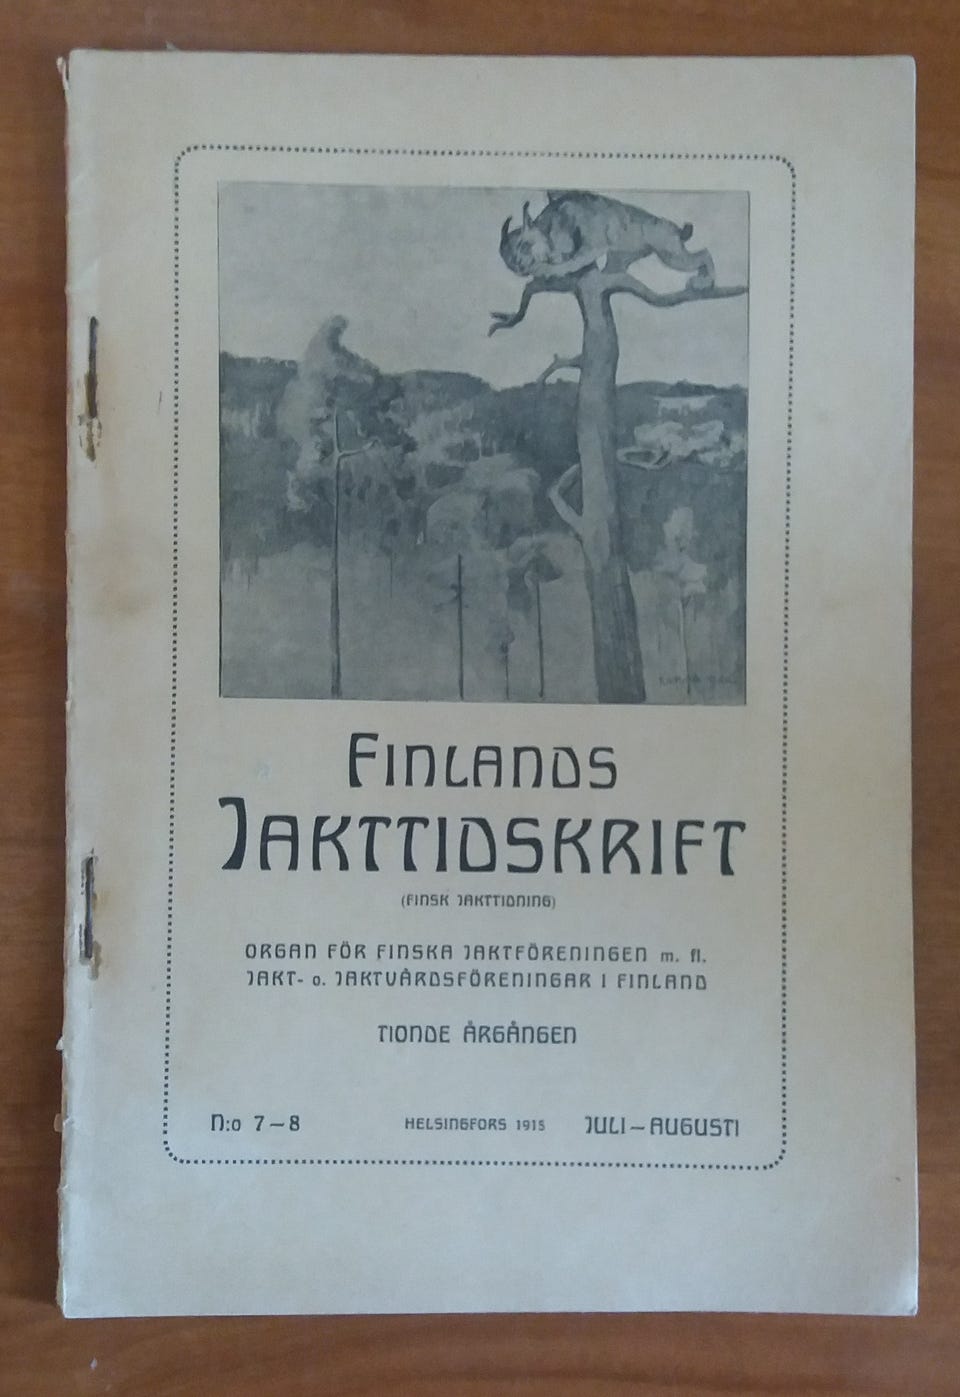 FINLANDS
JAKTTIDSKRIFT
(FINSK JAKTTIDNING)
ORGAN FÖR FINSKA JAKTFÖRENINGEN m. fl.
JAKT- o. JAKTVÅRDSFÖRENINGAR I FINLAND
TIONDE ÅRGÅNGEN
N:o 7–8 HELSINGFORS 1915 JULI–AUGUSTI